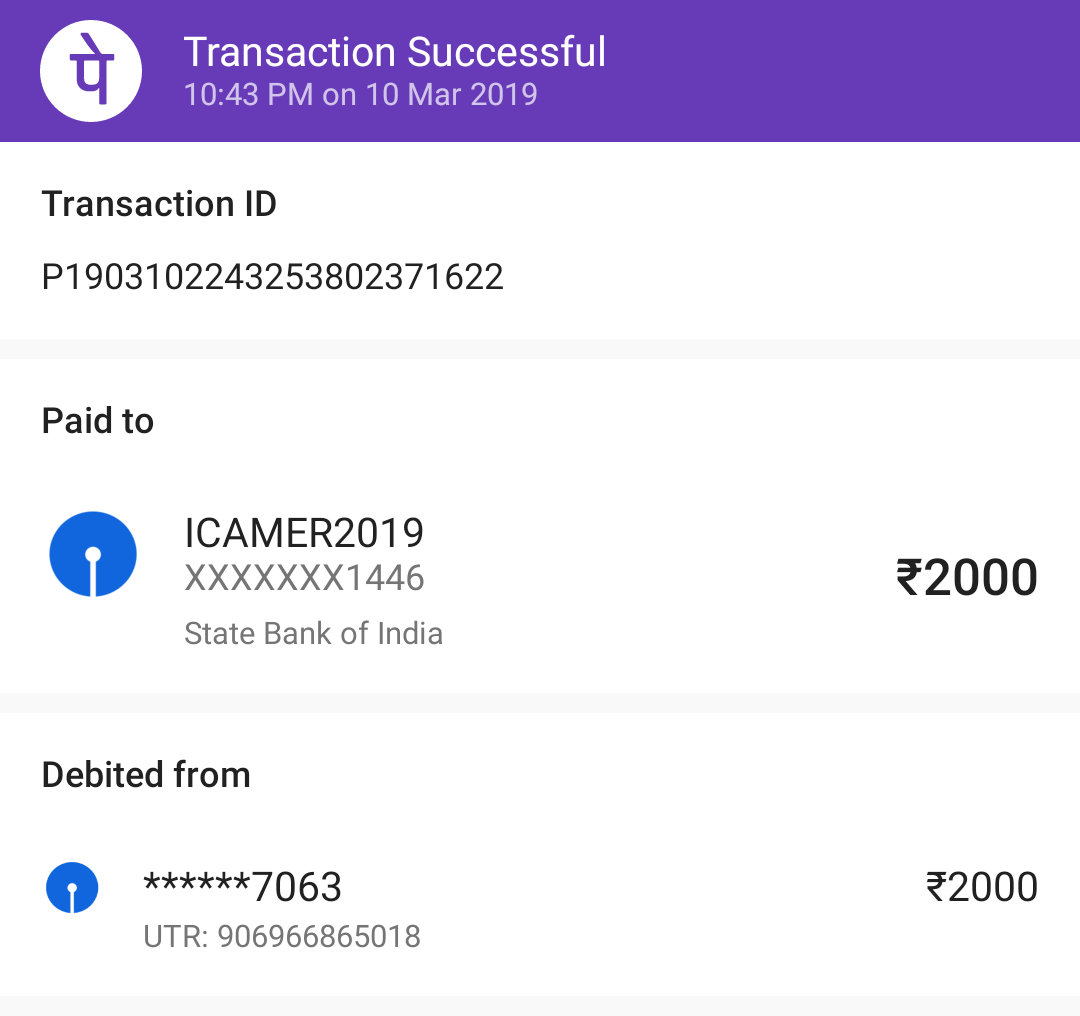 पे
Transaction Successful
10:43 PM on 10 Mar 2019
Transaction ID
P1903102243253802371622
Paid to
ICAMER2019
XXXXXXX1446
₹2000
State Bank of India
Debited from
******7063
₹2000
UTR: 906966865018